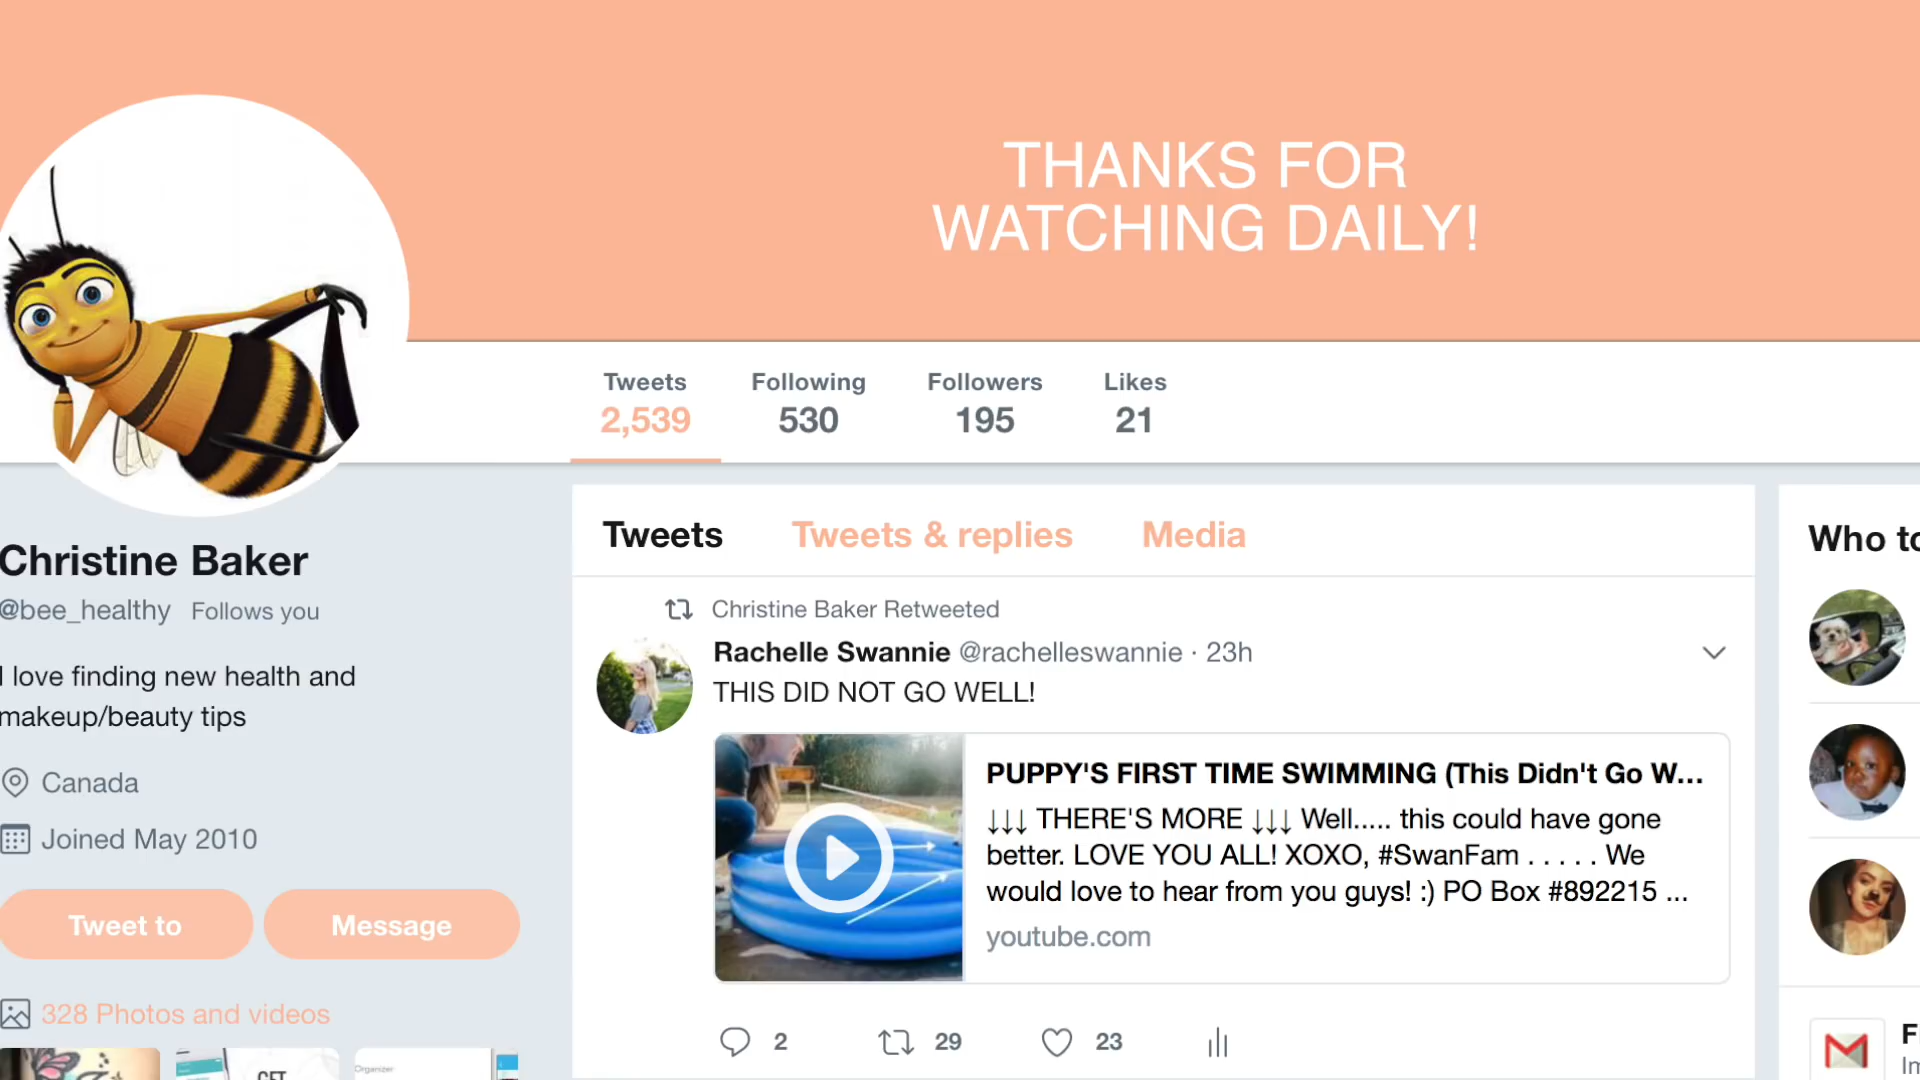 THANKS FOR
WATCHING DAILY!
Tweets
2,539
Following
530
Followers
195
Likes
21
Christine Baker
@bee_healthy Follows you
I love finding new health and
makeup/beauty tips
Canada
Joined May 2010
Tweet to
Message
328 Photos and videos
GET
Organizer
Tweets Tweets & replies Media
Christine Baker Retweeted
Rachelle Swannie @rachelleswannie · 23h
THIS DID NOT GO WELL!
PUPPY'S FIRST TIME SWIMMING (This Didn't Go W...
↓↓↓ THERE'S MORE ↓↓↓ Well..... this could have gone
better. LOVE YOU ALL! XOXO, #SwanFam . . . . . We
would love to hear from you guys! :) PO Box #892215 ...
youtube.com
2 29 23
Who